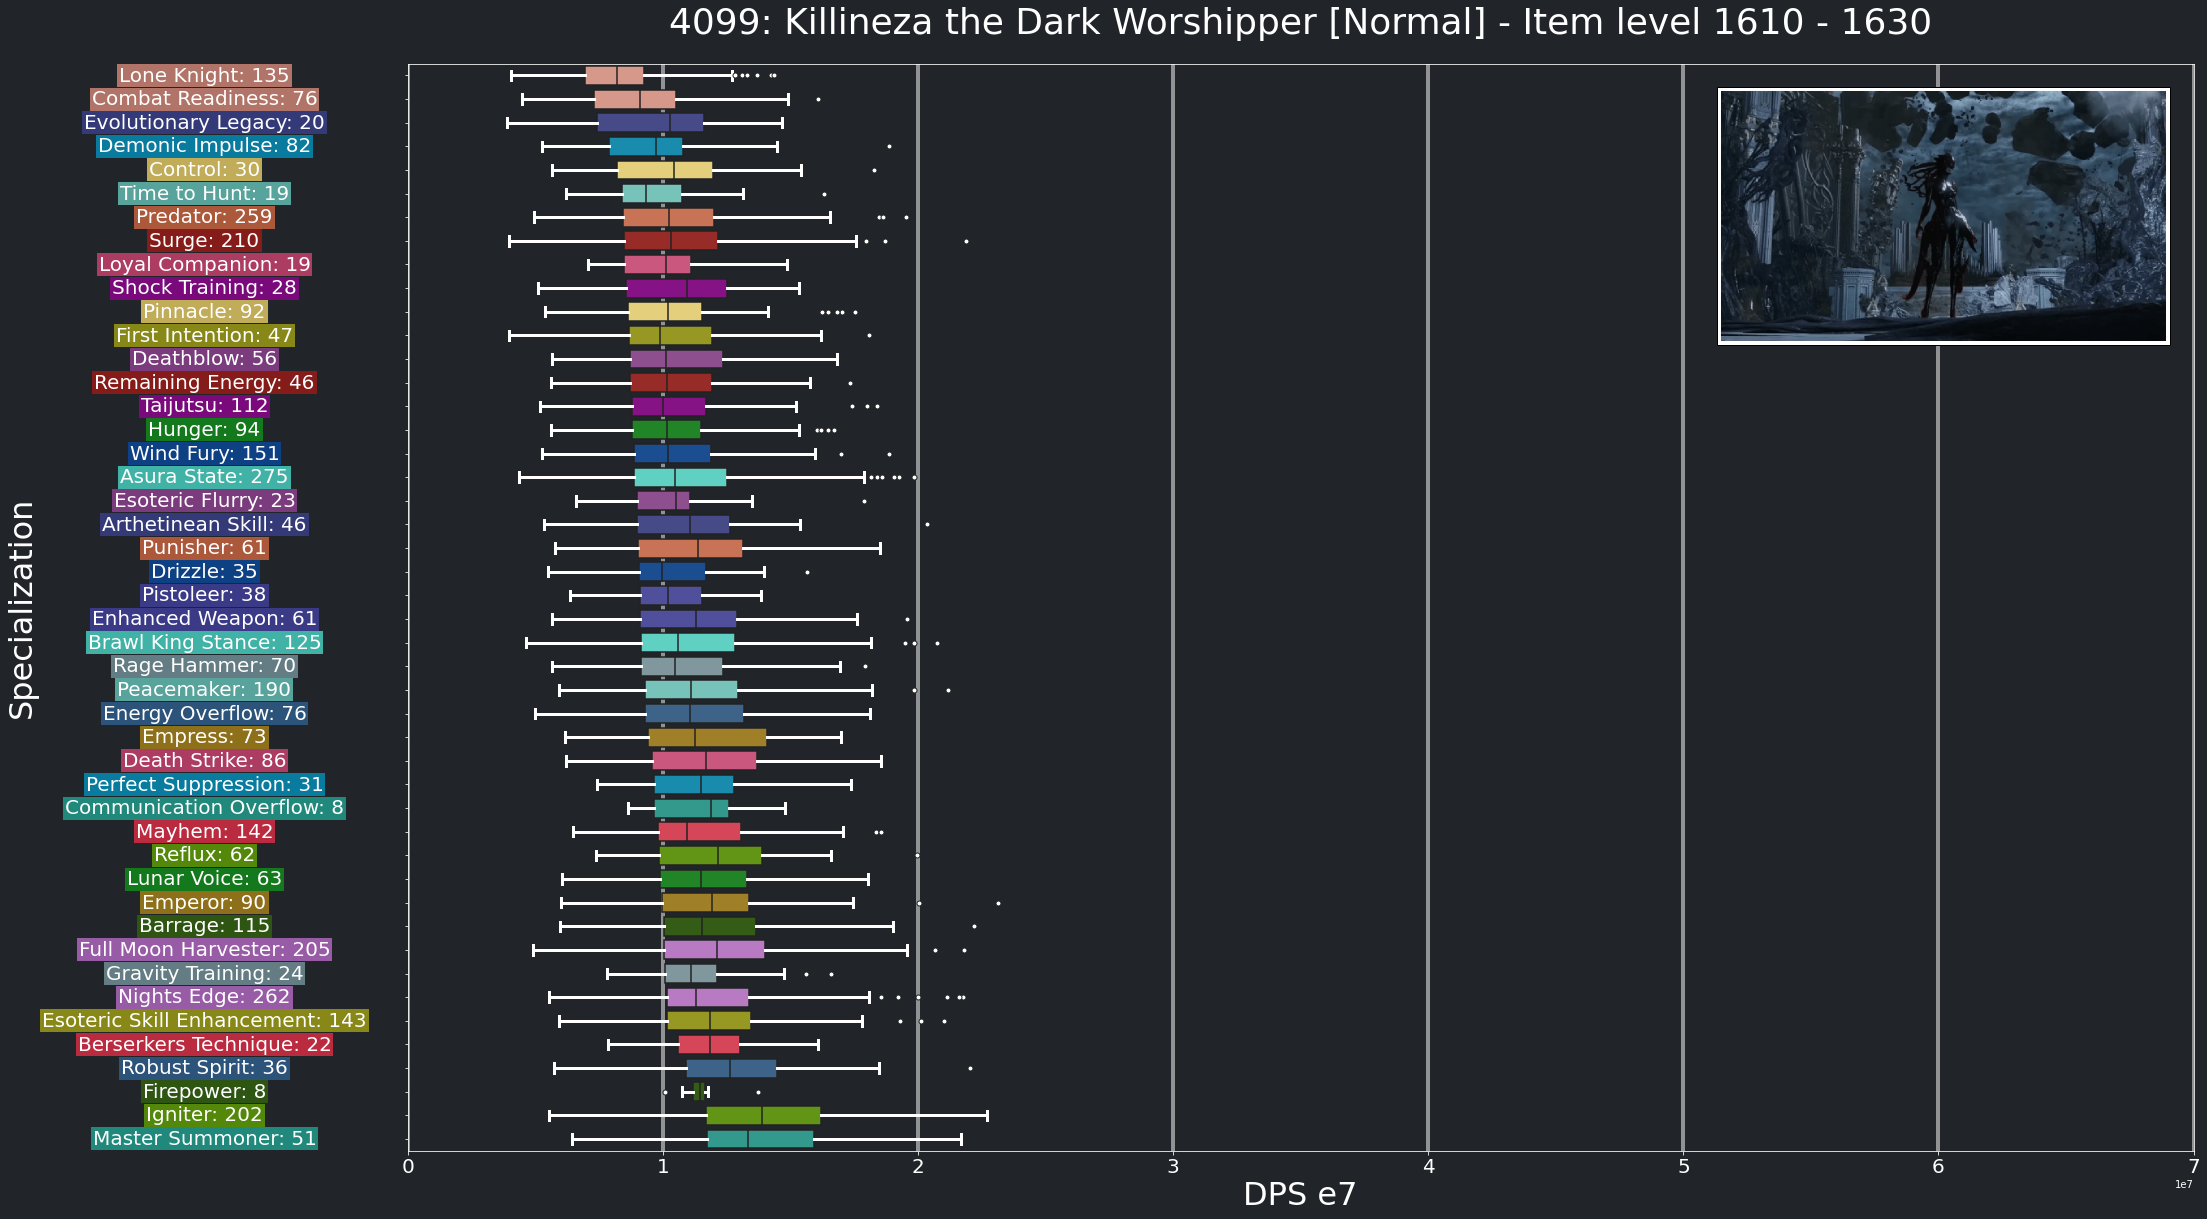 4099: Killineza the Dark Worshipper [Normal] - Item level 1610 - 1630
Specialization
Lone Knight: 135
Combat Readiness: 76
Evolutionary Legacy: 20
Demonic Impulse: 82
Control: 30
Time to Hunt: 19
Predator: 259
Surge: 210
Loyal Companion: 19
Shock Training: 28
Pinnacle: 92
First Intention: 47
Deathblow: 56
Remaining Energy: 46
Taijutsu: 112
Hunger: 94
Wind Fury: 151
Asura State: 275
Esoteric Flurry: 23
Arthetinean Skill: 46
Punisher: 61
Drizzle: 35
Pistoleer: 38
Enhanced Weapon: 61
Brawl King Stance: 125
Rage Hammer: 70
Peacemaker: 190
Energy Overflow: 76
Empress: 73
Death Strike: 86
Perfect Suppression: 31
Communication Overflow: 8
Mayhem: 142
Reflux: 62
Lunar Voice: 63
Emperor: 90
Barrage: 115
Full Moon Harvester: 205
Gravity Training: 24
Nights Edge: 262
Esoteric Skill Enhancement: 143
Berserkers Technique: 22
Robust Spirit: 36
Firepower: 8
Igniter: 202
Master Summoner: 51
0 1 2 3 4 5 6 7
1e7
DPS e7